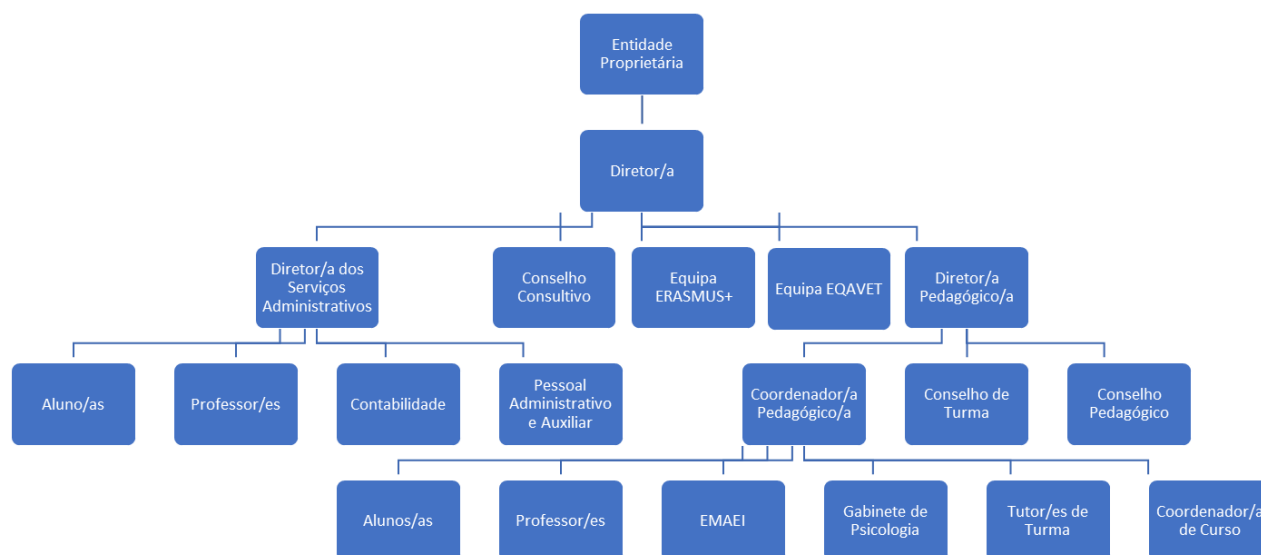 Entidade
Proprietária
Diretor/a
Diretor/a dos
Serviços
Administrativos
Conselho
Consultivo
Equipa
ERASMUS+
Equipa EQAVET
Diretor/a
Pedagógico/a
Aluno/as
Professor/es
Contabilidade
Pessoal
Administrativo
e Auxiliar
Coordenador/a
Pedagógico/a
Conselho de
Turma
Conselho
Pedagógico
Alunos/as
Professor/es
EMAEI
Gabinete de
Psicologia
Tutor/es de
Turma
Coordenador/a
de Curso